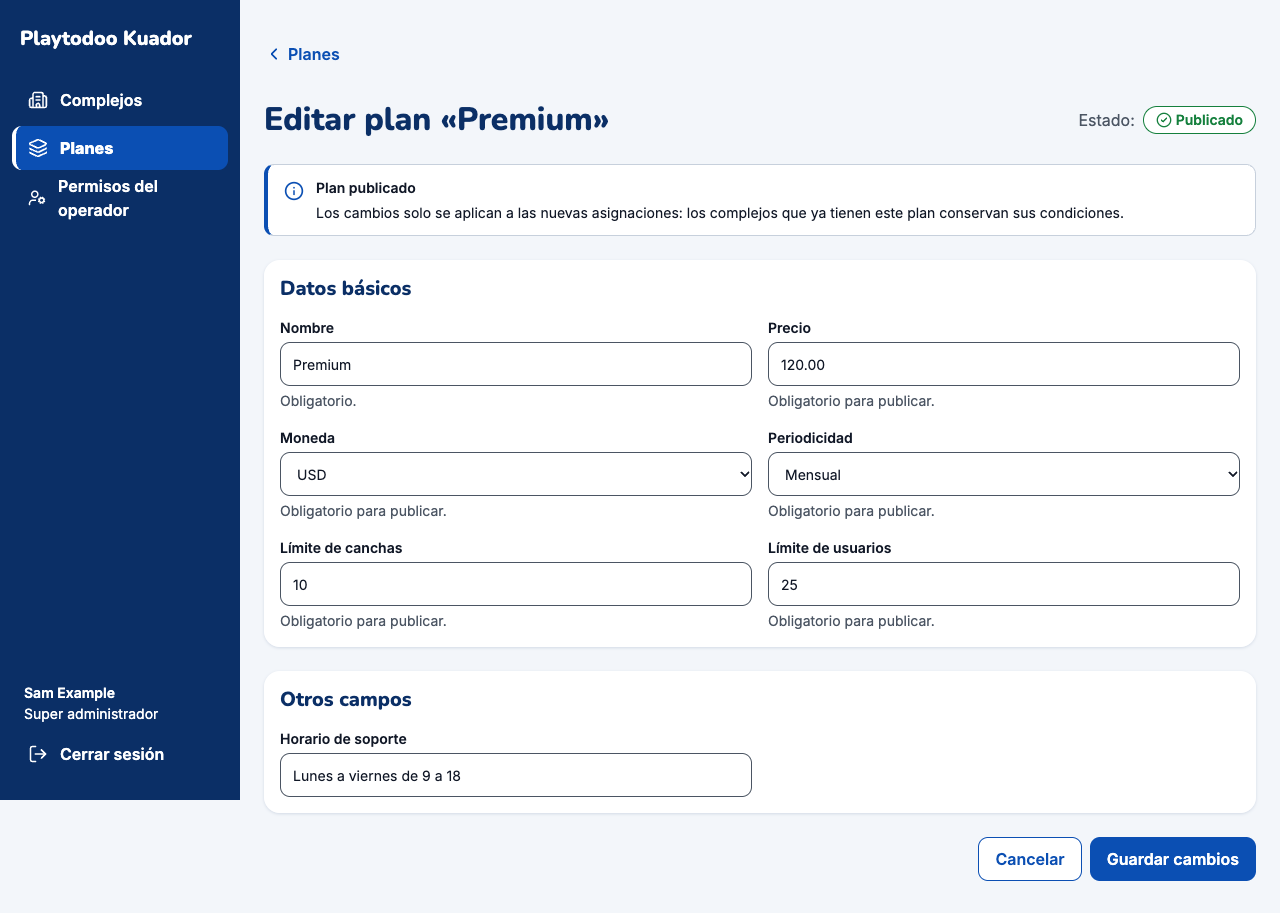 Playtodoo Kuador
Complejos
Planes
Permisos del
operador
Sam Example
Super administrador
Cerrar sesión
Planes
Editar plan «Premium»
Estado: Publicado
Plan publicado
Los cambios solo se aplican a las nuevas asignaciones: los complejos que ya tienen este plan conservan sus condiciones.
Datos básicos
Nombre
Premium
Obligatorio.
Precio
120.00
Obligatorio para publicar.
Moneda
USD
Obligatorio para publicar.
Periodicidad
Mensual
Obligatorio para publicar.
Límite de canchas
10
Obligatorio para publicar.
Límite de usuarios
25
Obligatorio para publicar.
Otros campos
Horario de soporte
Lunes a viernes de 9 a 18
Cancelar
Guardar cambios